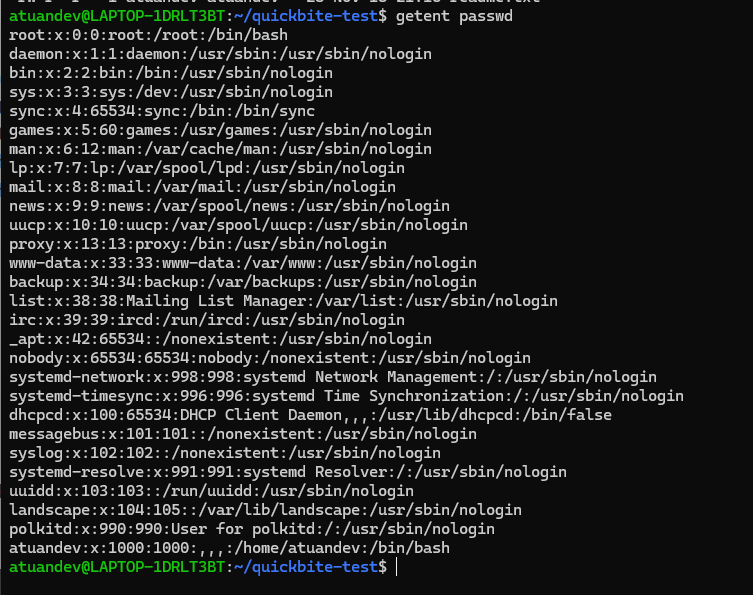 atuandev@LAPTOP-1DRLT3BT:~/quickbite-test$ getent passwd
root:x:0:0:root:/root:/bin/bash
daemon:x:1:1:daemon:/usr/sbin:/usr/sbin/nologin
bin:x:2:2:bin:/bin:/usr/sbin/nologin
sys:x:3:3:sys:/dev:/usr/sbin/nologin
sync:x:4:65534:sync:/bin:/bin/sync
games:x:5:60:games:/usr/games:/usr/sbin/nologin
man:x:6:12:man:/var/cache/man:/usr/sbin/nologin
lp:x:7:7:lp:/var/spool/lpd:/usr/sbin/nologin
mail:x:8:8:mail:/var/mail:/usr/sbin/nologin
news:x:9:9:news:/var/spool/news:/usr/sbin/nologin
uucp:x:10:10:uucp:/var/spool/uucp:/usr/sbin/nologin
proxy:x:13:13:proxy:/bin:/usr/sbin/nologin
www-data:x:33:33:www-data:/var/www:/usr/sbin/nologin
backup:x:34:34:backup:/var/backups:/usr/sbin/nologin
list:x:38:38:Mailing List Manager:/var/list:/usr/sbin/nologin
irc:x:39:39:ircd:/run/ircd:/usr/sbin/nologin
_apt:x:42:65534::/nonexistent:/usr/sbin/nologin
nobody:x:65534:65534:nobody:/nonexistent:/usr/sbin/nologin
systemd-network:x:998:998:systemd Network Management:/:/usr/sbin/nologin
systemd-timesync:x:996:996:systemd Time Synchronization:/:/usr/sbin/nologin
dhcpcd:x:100:65534:DHCP Client Daemon,,,:/usr/lib/dhcpcd:/bin/false
messagebus:x:101:101::/nonexistent:/usr/sbin/nologin
syslog:x:102:102::/nonexistent:/usr/sbin/nologin
systemd-resolve:x:991:991:systemd Resolver:/:/usr/sbin/nologin
uuidd:x:103:103::/run/uuidd:/usr/sbin/nologin
landscape:x:104:105::/var/lib/landscape:/usr/sbin/nologin
polkitd:x:990:990:User for polkitd:/:/usr/sbin/nologin
atuandev:x:1000:1000:,,,:/home/atuandev:/bin/bash
atuandev@LAPTOP-1DRLT3BT:~/quickbite-test$